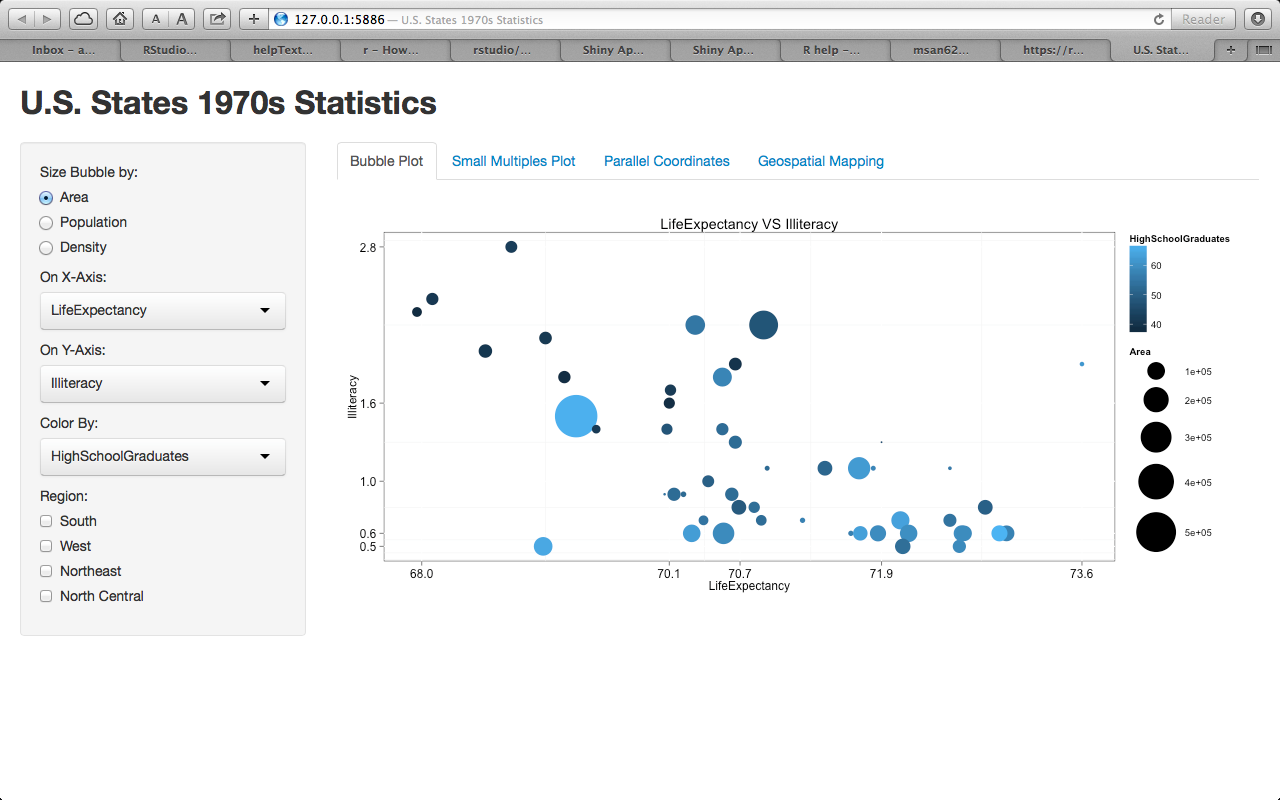 A A + 127.0.0.1:5886 — U.S. States 1970s Statistics Reader
Inbox – a... RStudio... helpText... r – How... rstudio/... Shiny Ap... Shiny Ap... R help –... msan62... https://r... U.S. Stat... +
U.S. States 1970s Statistics
Bubble Plot Small Multiples Plot Parallel Coordinates Geospatial Mapping
Size Bubble by:
Area
Population
Density
On X-Axis:
LifeExpectancy
On Y-Axis:
Illiteracy
Color By:
HighSchoolGraduates
Region:
South
West
Northeast
North Central
LifeExpectancy VS Illiteracy
Illiteracy
2.8
1.6
1.0
0.6
0.5
68.0 70.1 70.7 71.9 73.6
LifeExpectancy
HighSchoolGraduates
60
50
40
Area
1e+05
2e+05
3e+05
4e+05
5e+05